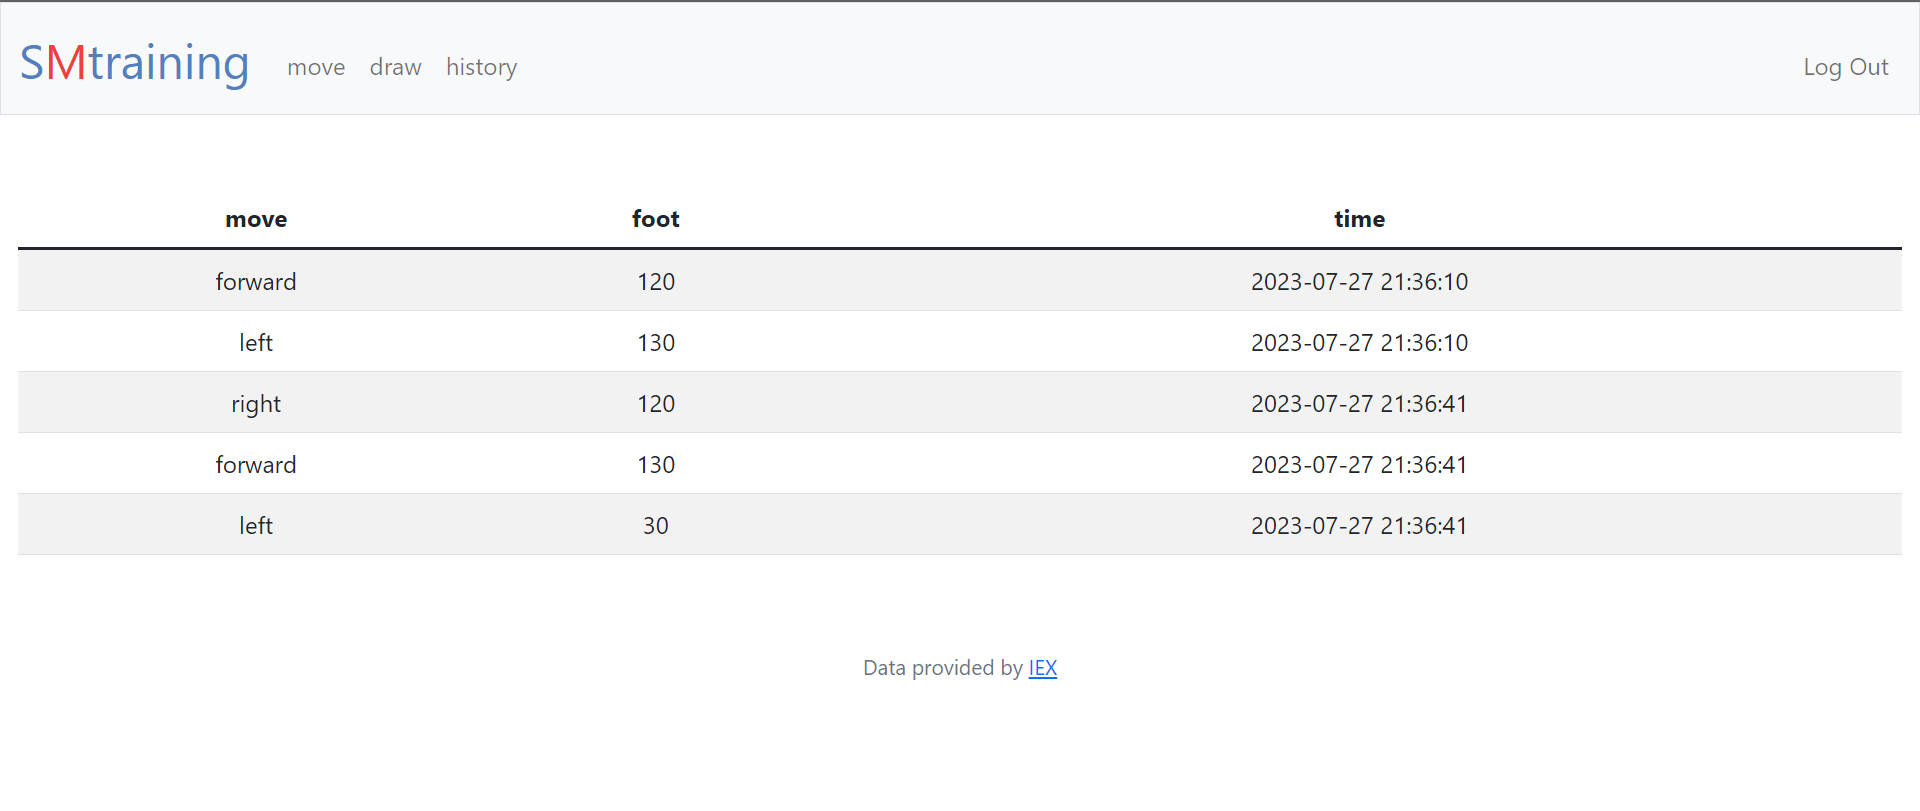 SMtraining move draw history Log Out
move foot time
forward 120 2023-07-27 21:36:10
left 130 2023-07-27 21:36:10
right 120 2023-07-27 21:36:41
forward 130 2023-07-27 21:36:41
left 30 2023-07-27 21:36:41
Data provided by IEX